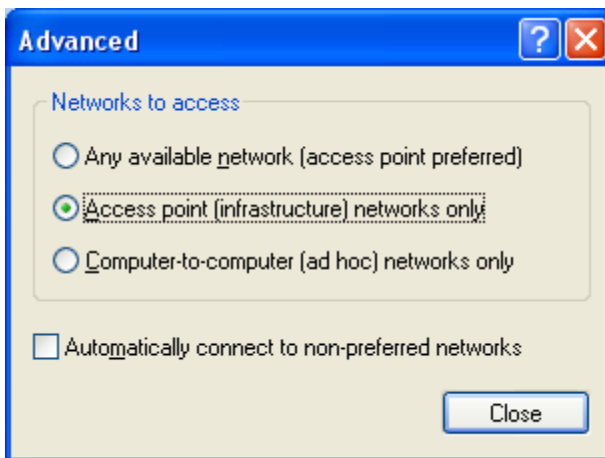 Advanced
?
Networks to access
Any available network (access point preferred)
Access point (infrastructure) networks only
Computer-to-computer (ad hoc) networks only
Automatically connect to non-preferred networks
Close